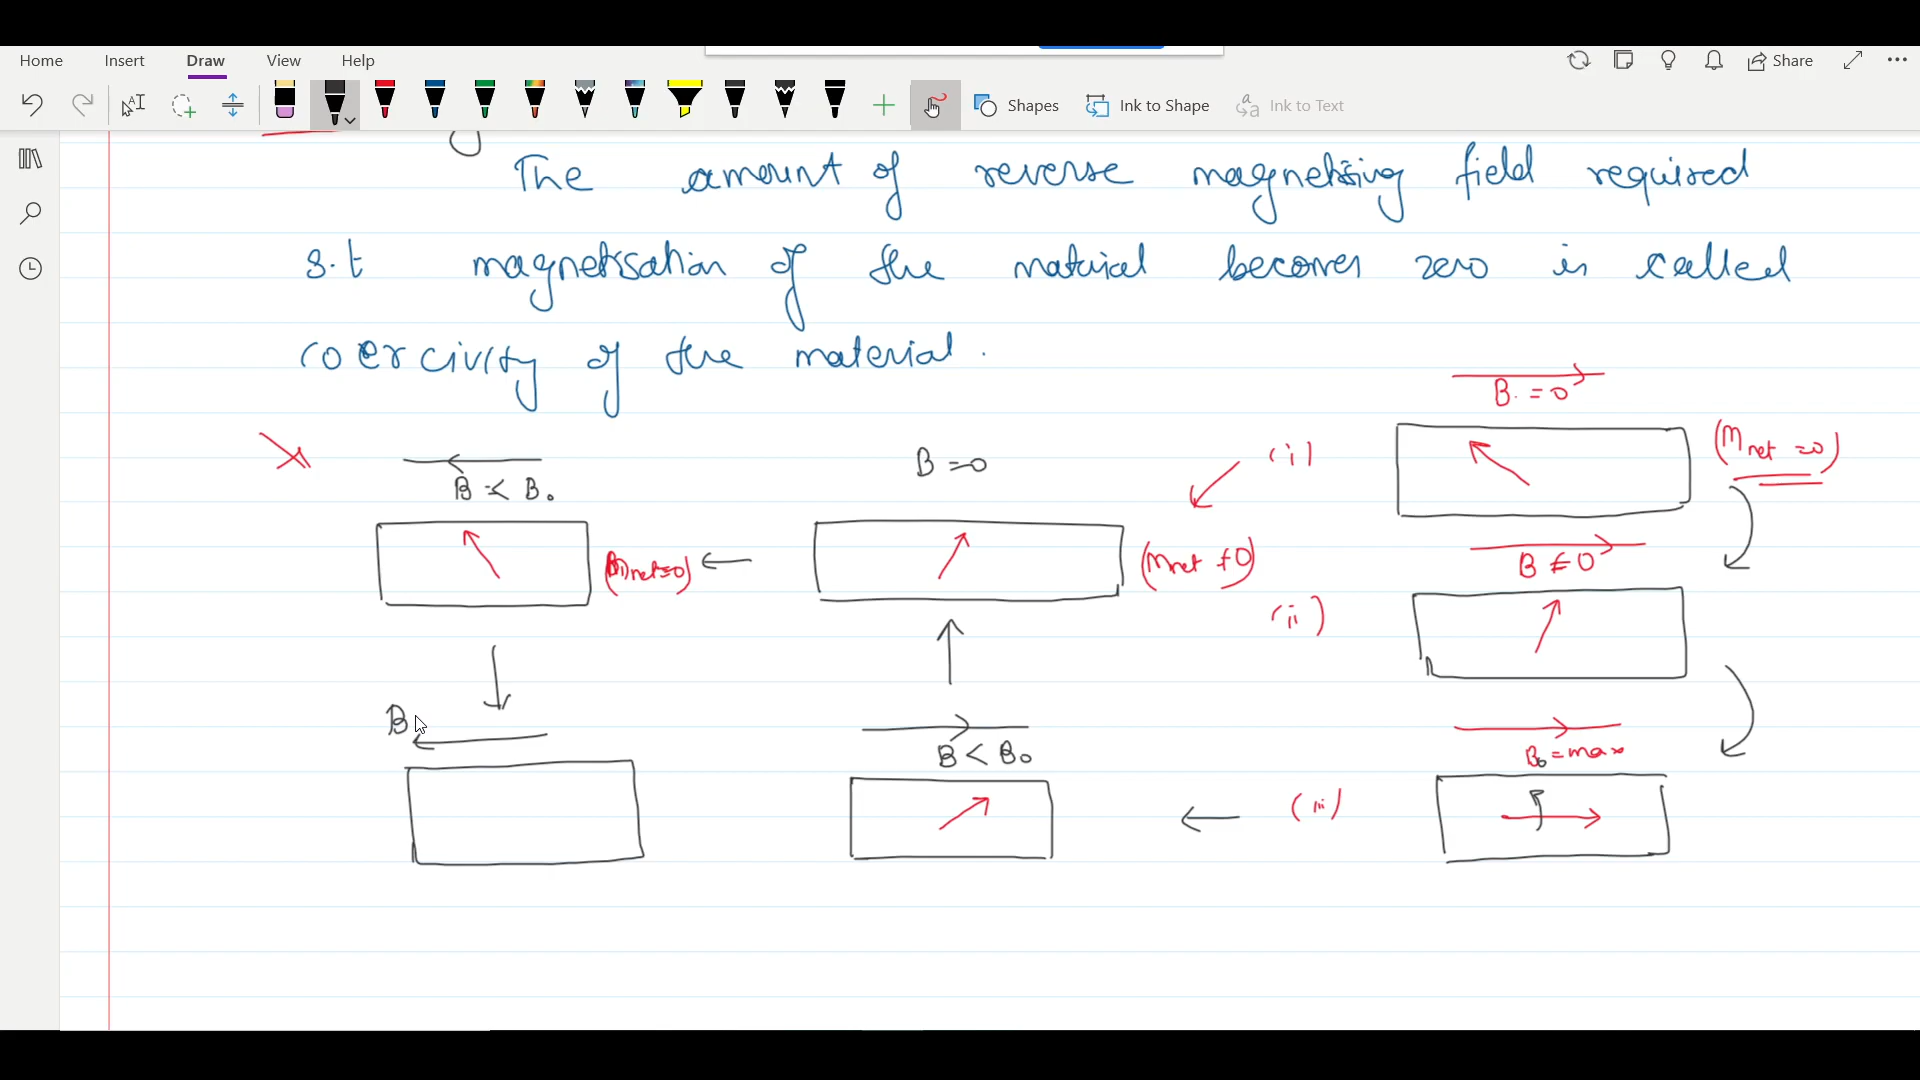 Home Insert Draw View Help Share
Shapes Ink to Shape Ink to Text
The amount of reverse magnetising field required
s.t magnetisation of the material becomes zero is called
coercivity of the material.
B = 0
(i) (Mnet = 0)
B < B₀
B = 0
(Mnet = 0)
(Mnet ≠ 0)
B ≠ 0
(ii)
B
B < B₀
B₀ = max
(iii)